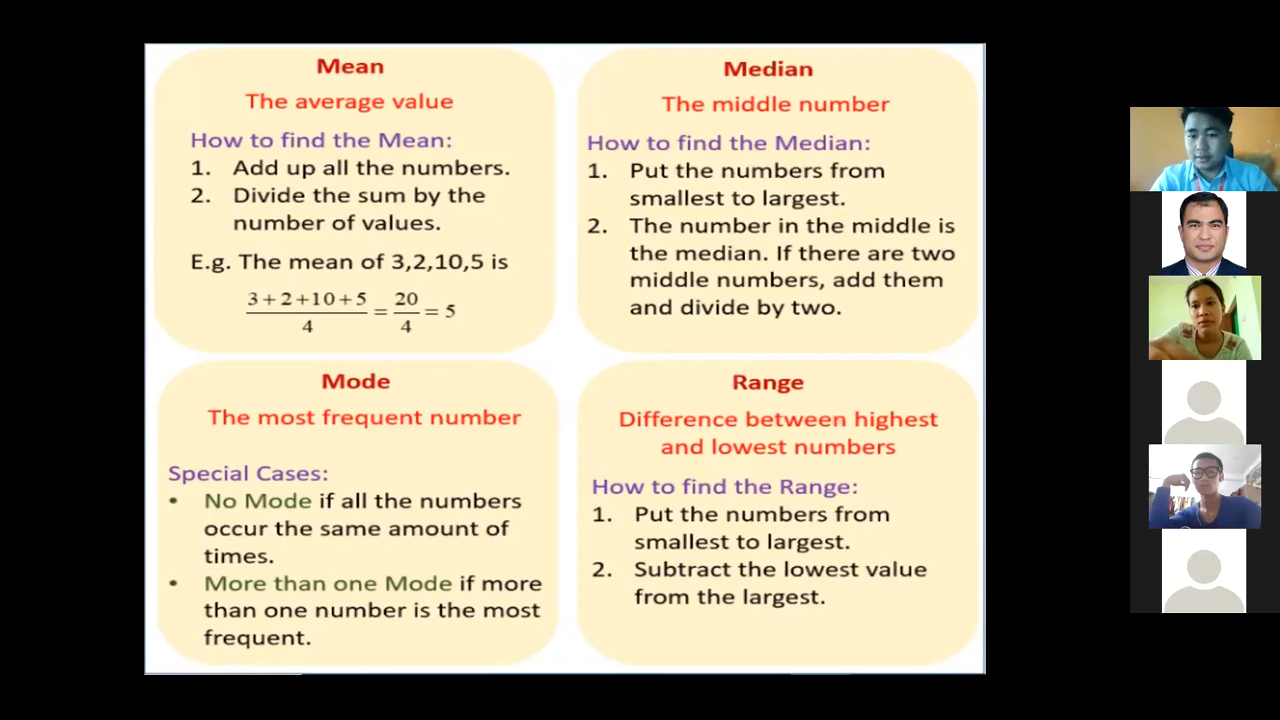 Mean
The average value
How to find the Mean:
1. Add up all the numbers.
2. Divide the sum by the
number of values.
E.g. The mean of 3,2,10,5 is
3+2+10+5/4 = 20/4 = 5
Median
The middle number
How to find the Median:
1. Put the numbers from
smallest to largest.
2. The number in the middle is
the median. If there are two
middle numbers, add them
and divide by two.
Mode
The most frequent number
Special Cases:
• No Mode if all the numbers
occur the same amount of
times.
• More than one Mode if more
than one number is the most
frequent.
Range
Difference between highest
and lowest numbers
How to find the Range:
1. Put the numbers from
smallest to largest.
2. Subtract the lowest value
from the largest.